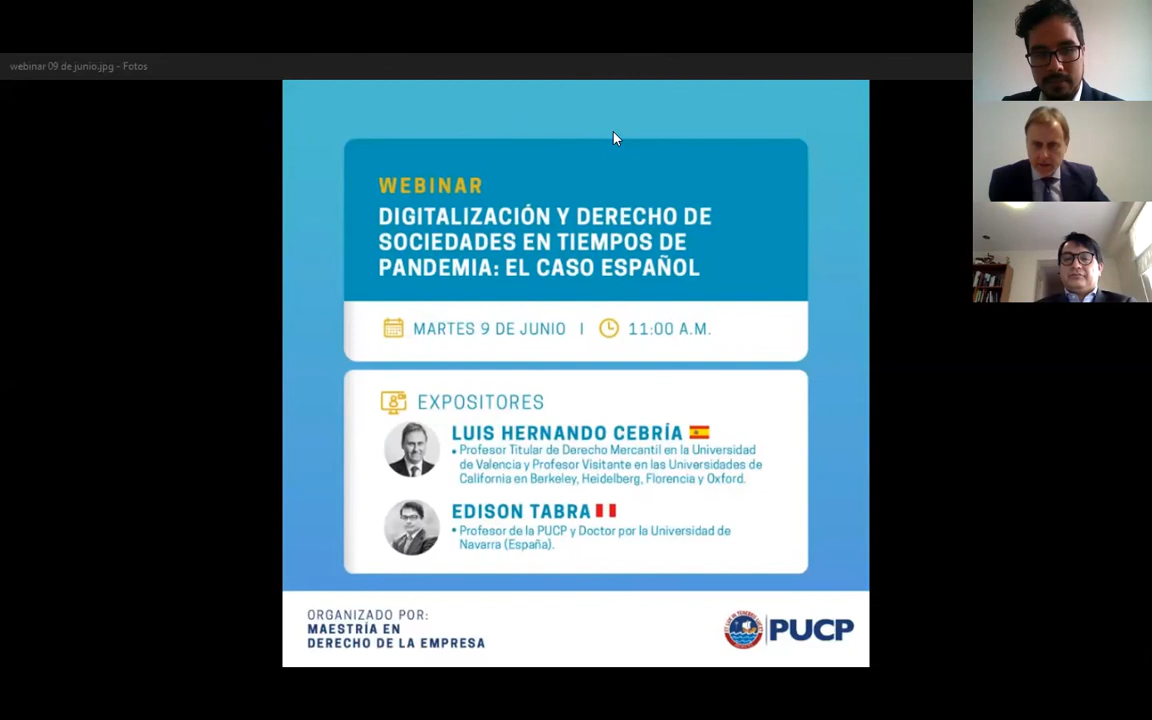 webinar 09 de junio.jpg - Fotos
WEBINAR
DIGITALIZACIÓN Y DERECHO DE
SOCIEDADES EN TIEMPOS DE
PANDEMIA: EL CASO ESPAÑOL
MARTES 9 DE JUNIO | 11:00 A.M.
EXPOSITORES
LUIS HERNANDO CEBRÍA
• Profesor Titular de Derecho Mercantil en la Universidad
de Valencia y Profesor Visitante en las Universidades de
California en Berkeley, Heidelberg, Florencia y Oxford.
EDISON TABRA
• Profesor de la PUCP y Doctor por la Universidad de
Navarra (España).
ORGANIZADO POR:
MAESTRÍA EN
DERECHO DE LA EMPRESA
PUCP